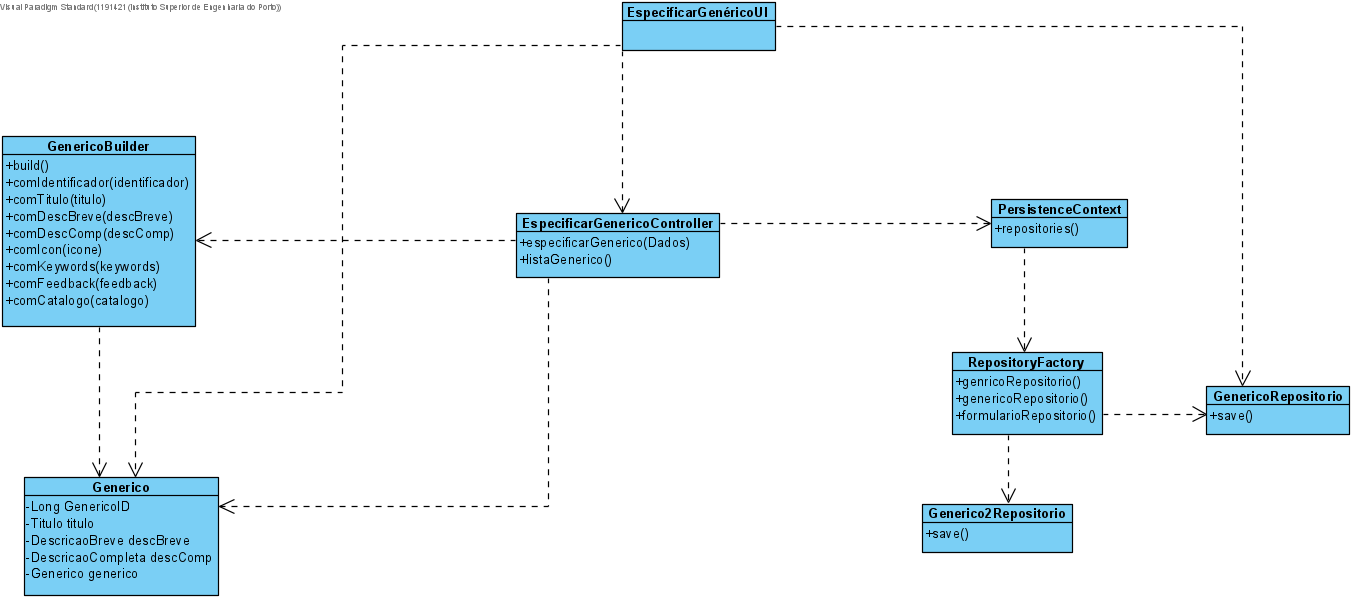 Visual Paradigm Standard(1191421 (Instituto Superior de Engenharia do Porto))
EspecificarGenéricoUI
GenericoBuilder
+build()
+comIdentificador(identificador)
+comTitulo(titulo)
+comDescBreve(descBreve)
+comDescComp(descComp)
+comIcon(icone)
+comKeywords(keywords)
+comFeedback(feedback)
+comCatalogo(catalogo)
EspecificarGenericoController
+especificarGenerico(Dados)
+listaGenerico()
PersistenceContext
+repositories()
RepositoryFactory
+genricoRepositorio()
+genericoRepositorio()
+formularioRepositorio()
GenericoRepositorio
+save()
Generico
-Long GenericoID
-Titulo titulo
-DescricaoBreve descBreve
-DescricaoCompleta descComp
-Generico generico
Generico2Repositorio
+save()